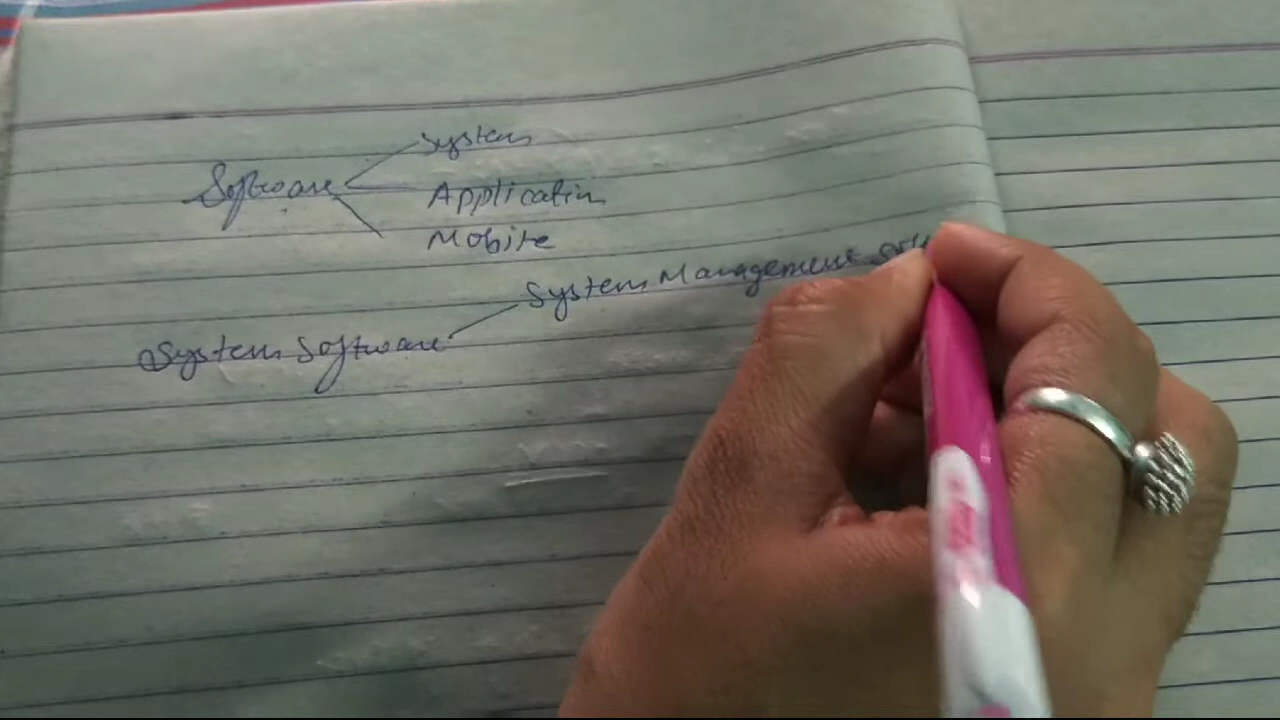 System
Software
Application
Mobile
System Management
System Software